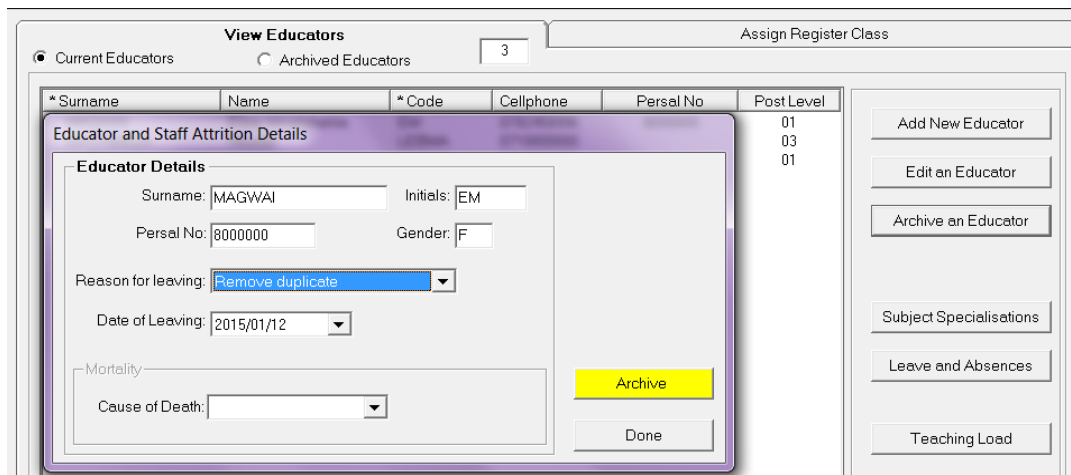 View Educators
Assign Register Class
Current Educators
Archived Educators
3
* Surname Name * Code Cellphone Persal No Post Level
01
03
01
Educator and Staff Attrition Details
Educator Details
Surname: MAGWAI Initials: EM
Persal No: 8000000 Gender: F
Reason for leaving: Remove duplicate
Date of Leaving: 2015/01/12
Mortality
Cause of Death:
Archive
Done
Add New Educator
Edit an Educator
Archive an Educator
Subject Specialisations
Leave and Absences
Teaching Load